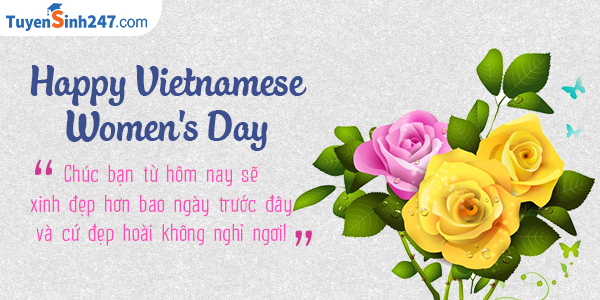 TuyenSinh247.com
Happy Vietnamese
Women's Day
“ Chúc bạn từ hôm nay sẽ
xinh đẹp hơn bao ngày trước đây
và cứ đẹp hoài không nghỉ ngơi! ”